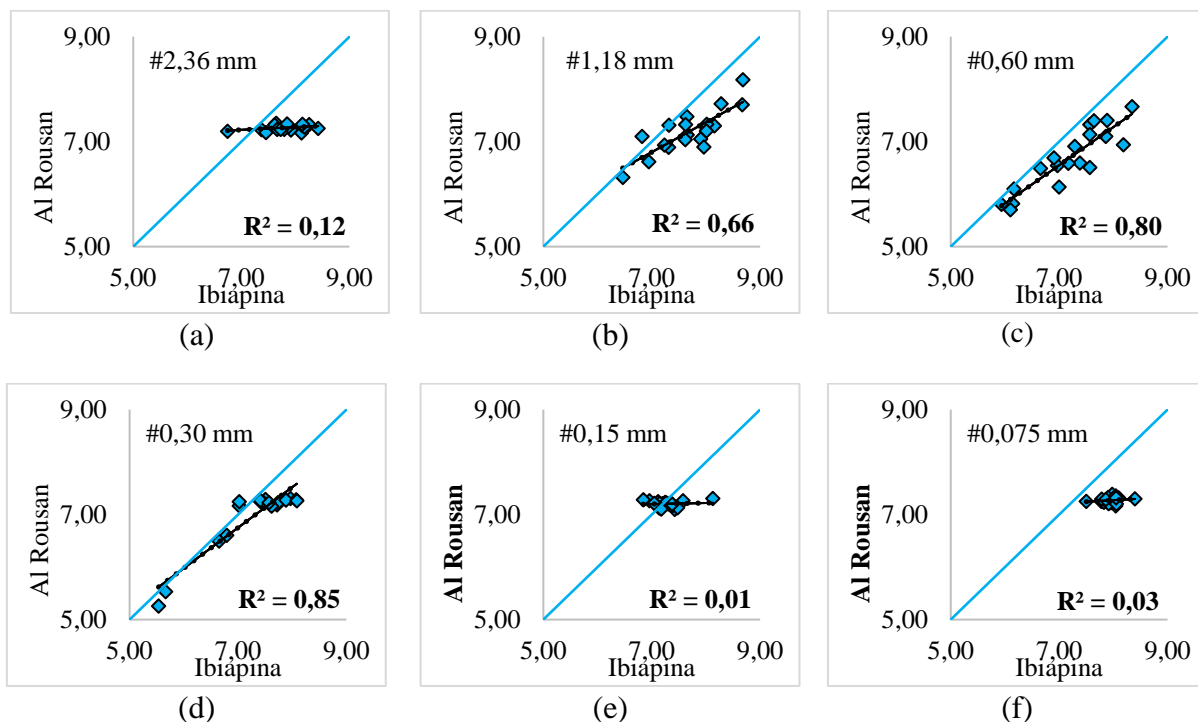 9,00
#2,36 mm
Al Rousan
7,00
R² = 0,12
5,00
5,00 7,00 9,00
Ibiapina
(a)
9,00
#1,18 mm
Al Rousan
7,00
R² = 0,66
5,00
5,00 7,00 9,00
Ibiapina
(b)
9,00
#0,60 mm
Al Rousan
7,00
R² = 0,80
5,00
5,00 7,00 9,00
Ibiapina
(c)
9,00
#0,30 mm
Al Rousan
7,00
R² = 0,85
5,00
5,00 7,00 9,00
Ibiapina
(d)
9,00
#0,15 mm
Al Rousan
7,00
R² = 0,01
5,00
5,00 7,00 9,00
Ibiapina
(e)
9,00
#0,075 mm
Al Rousan
7,00
R² = 0,03
5,00
5,00 7,00 9,00
Ibiapina
(f)